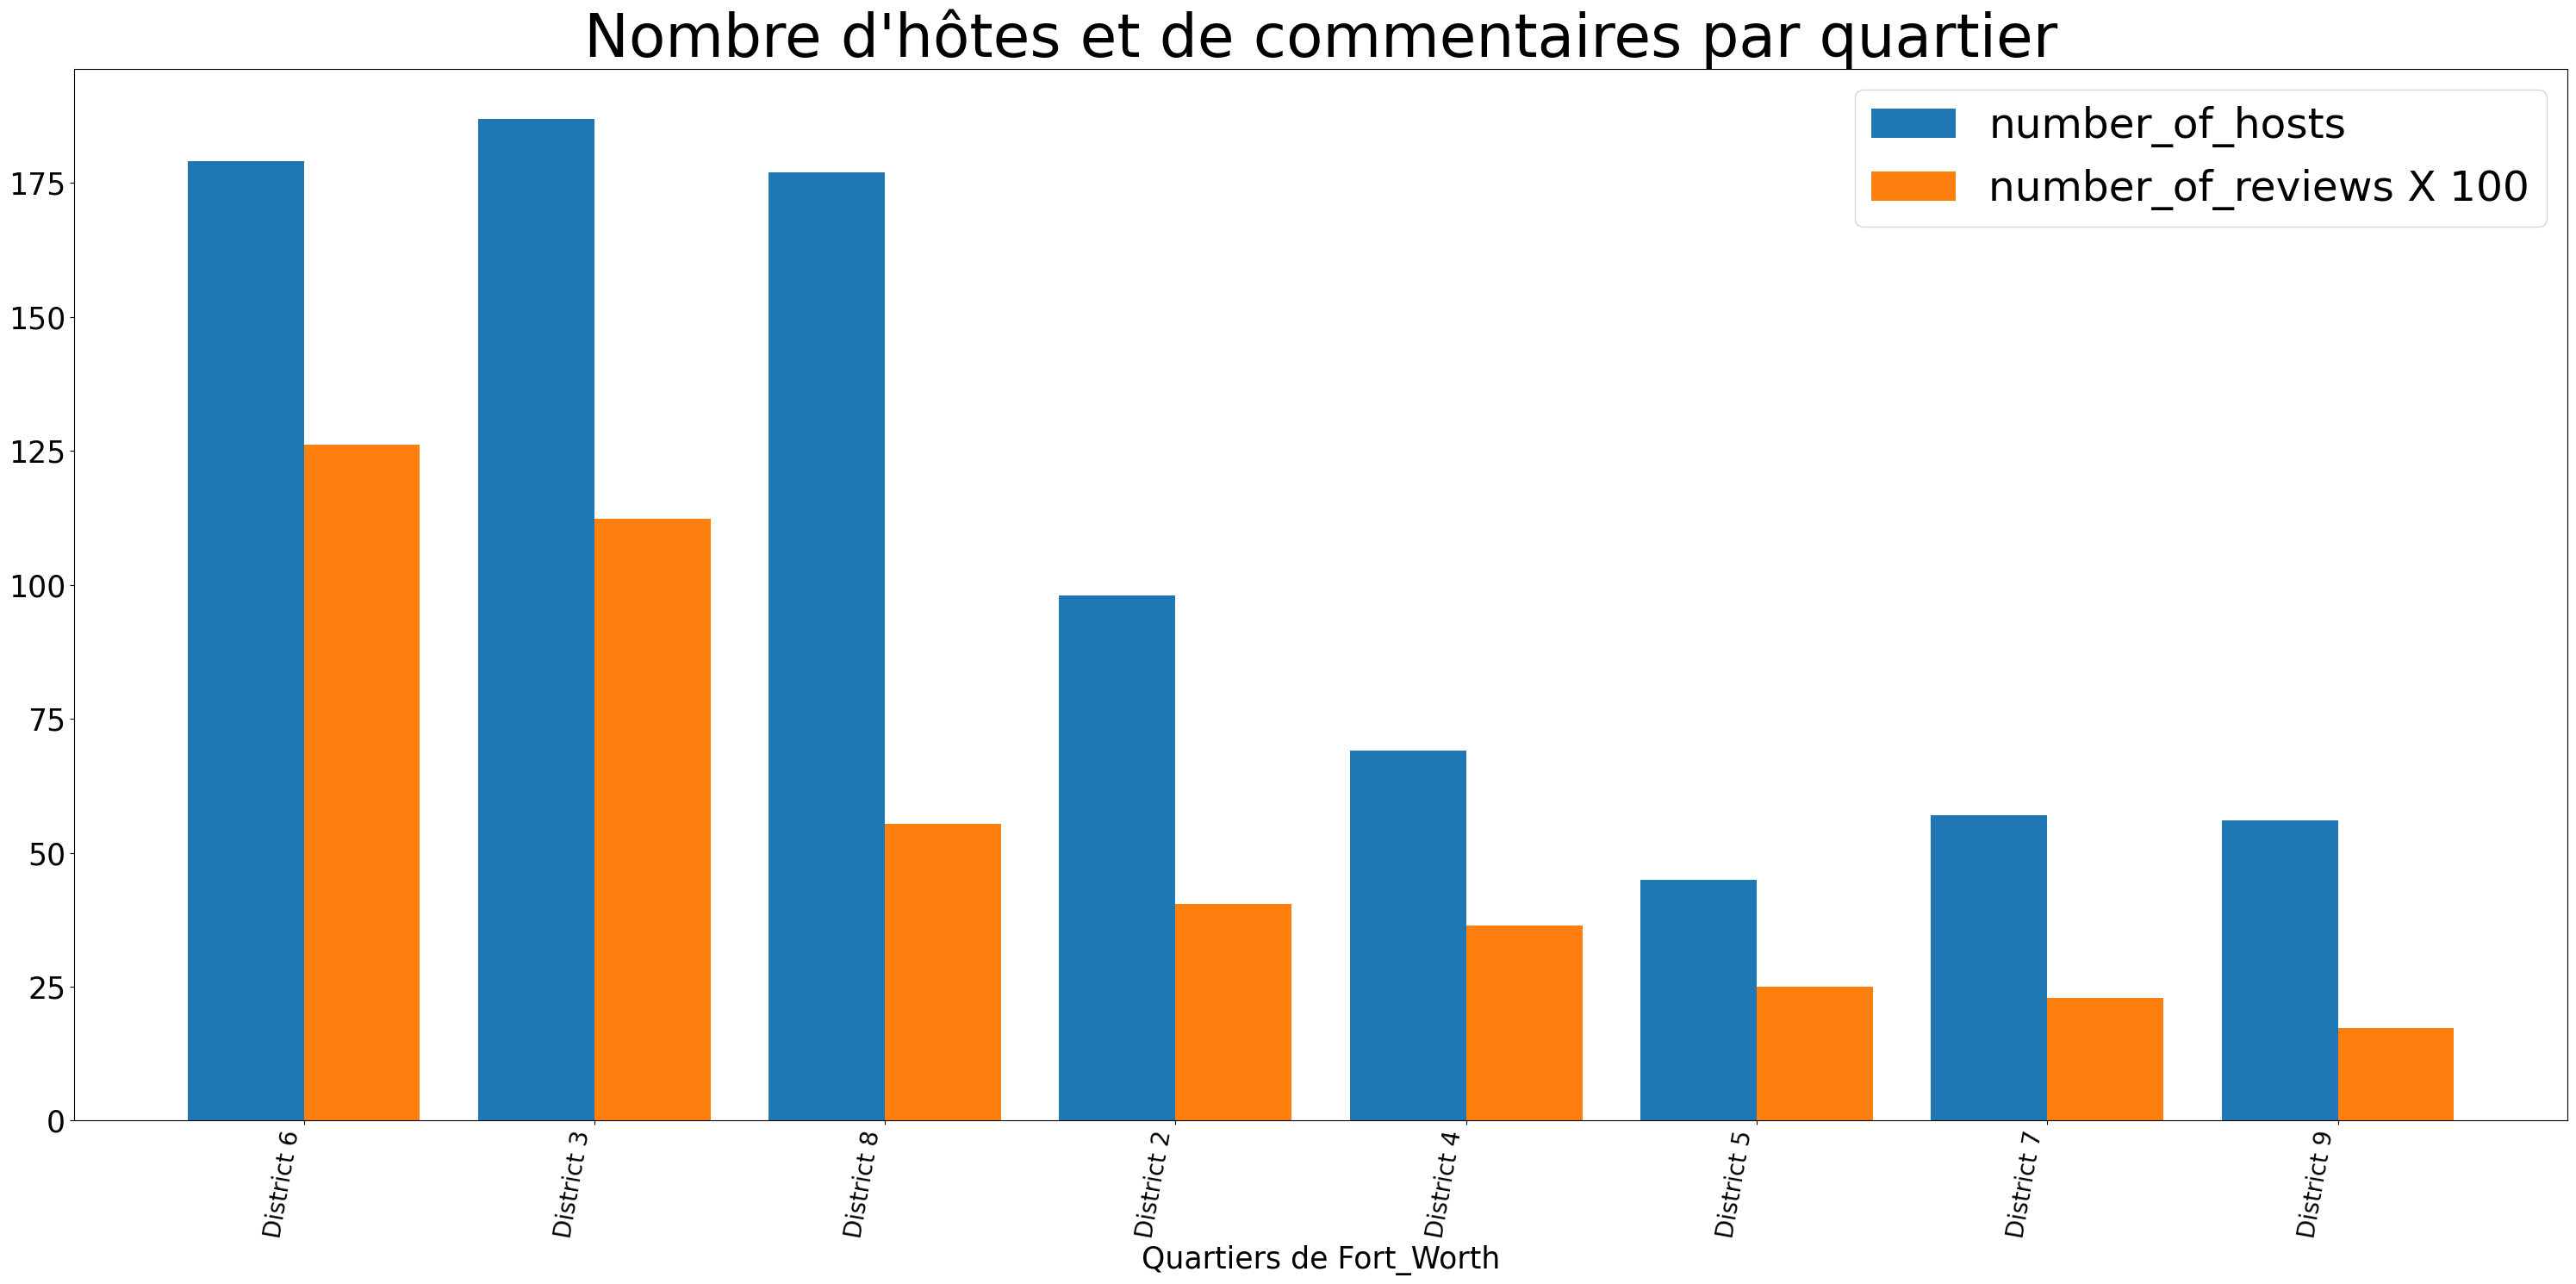 Nombre d'hôtes et de commentaires par quartier
number_of_hosts
number_of_reviews X 100
175
150
125
100
75
50
25
0
District 6
District 3
District 8
District 2
District 4
District 5
District 7
District 9
Quartiers de Fort_Worth